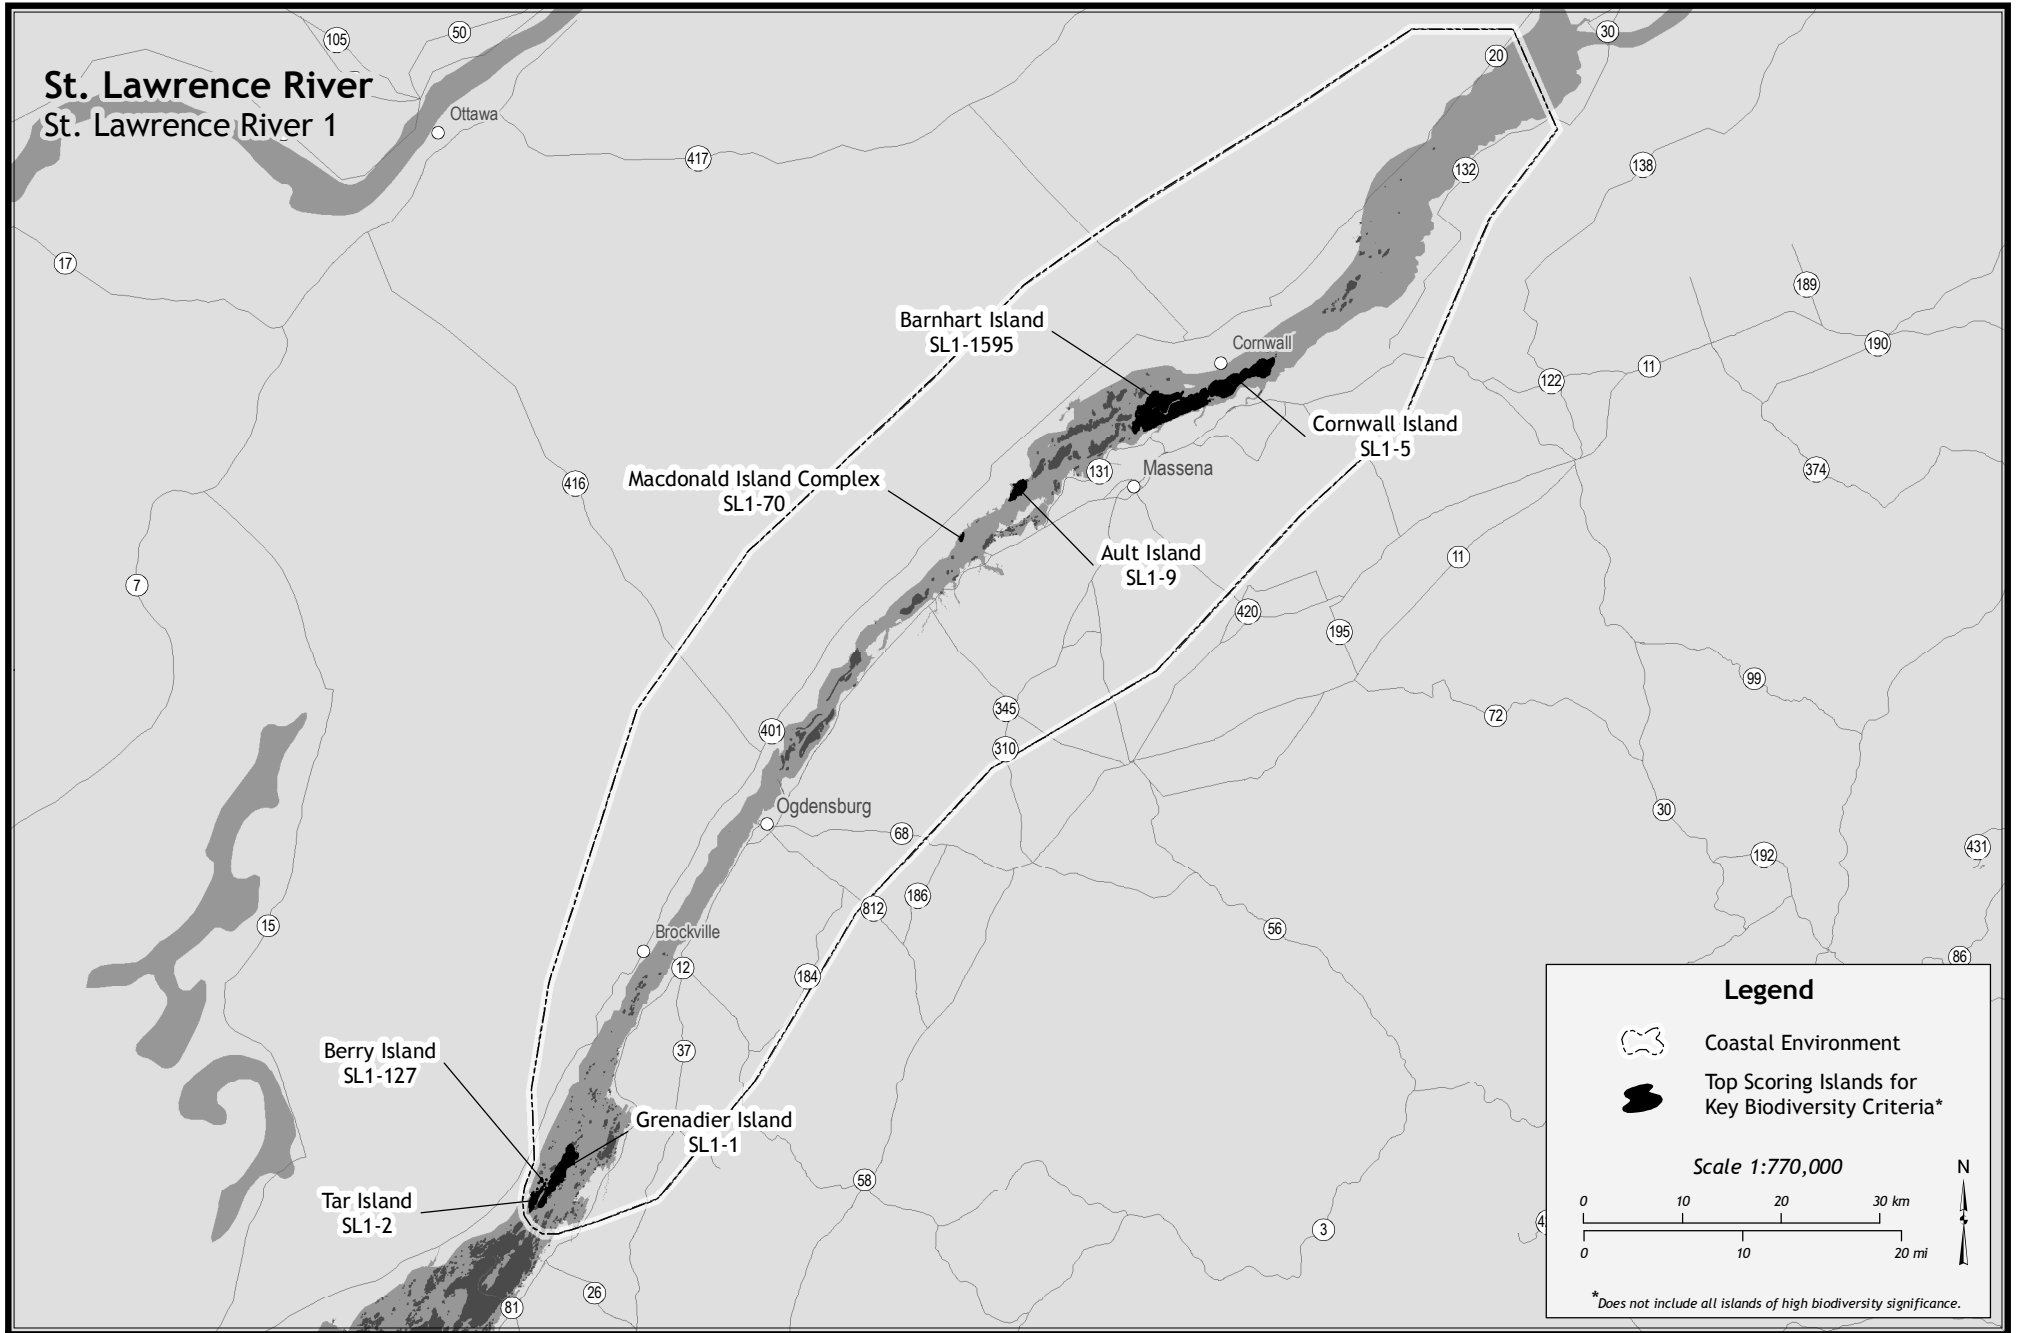 St. Lawrence River
St. Lawrence River 1
105
50
30
20
Ottawa
417
132
138
17
189
Barnhart Island
SL1-1595
Cornwall
190
11
122
Cornwall Island
SL1-5
Macdonald Island Complex
SL1-70
416
131
Massena
374
Ault Island
SL1-9
11
7
420
195
99
345
72
401
310
Ogdensburg
30
68
192
431
186
812
15
Brockville
56
12
184
86
Berry Island
SL1-127
37
Grenadier Island
SL1-1
58
Tar Island
SL1-2
3
26
81
Legend
Coastal Environment
Top Scoring Islands for
Key Biodiversity Criteria*
Scale 1:770,000
N
0 10 20 30 km
0 10 20 mi
*Does not include all islands of high biodiversity significance.